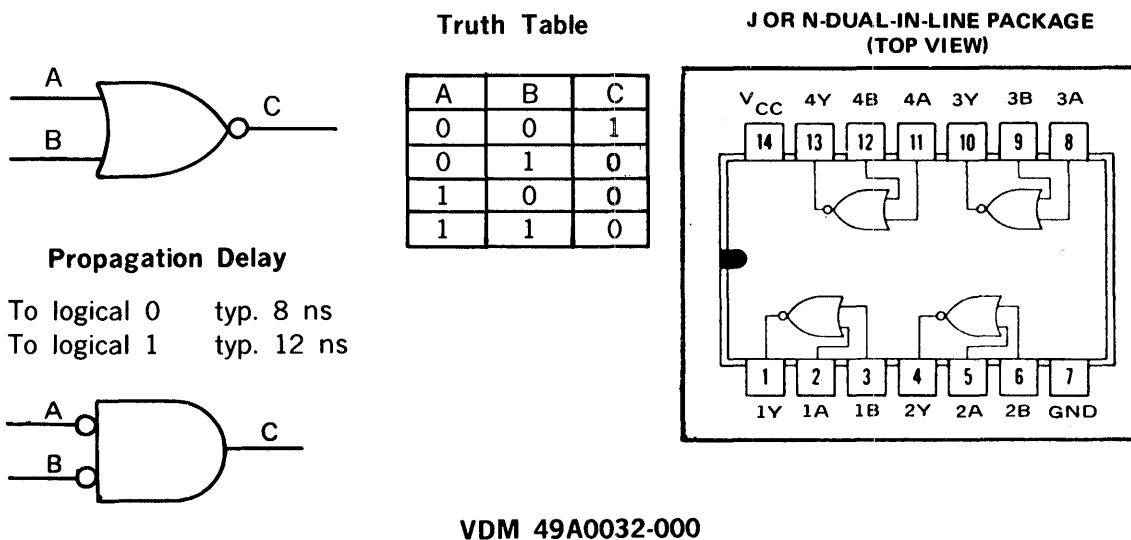 A
B
C
Propagation Delay
To logical 0 typ. 8 ns
To logical 1 typ. 12 ns
A
B
C
Truth Table
A B C
0 0 1
0 1 0
1 0 0
1 1 0
J OR N-DUAL-IN-LINE PACKAGE
(TOP VIEW)
VCC 4Y 4B 4A 3Y 3B 3A
14 13 12 11 10 9 8
1 2 3 4 5 6 7
1Y 1A 1B 2Y 2A 2B GND
VDM 49A0032-000